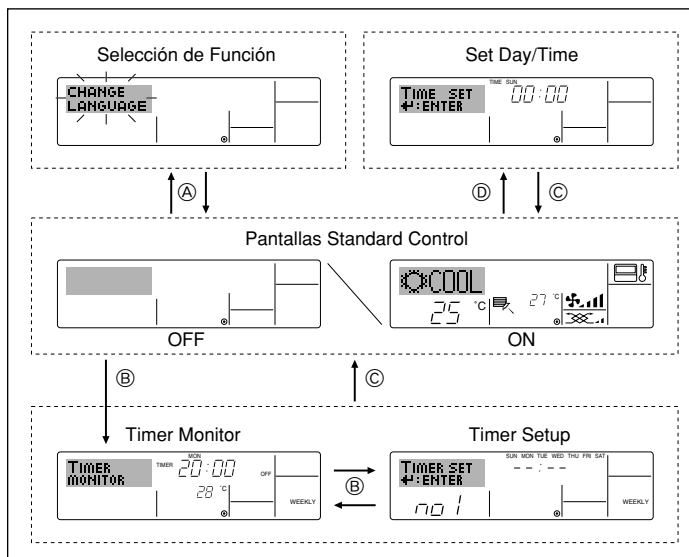 Selección de Función
CHANGE
LANGUAGE
Set Day/Time
TIME SUN
TIME SET 00:00
↵:ENTER
Ⓐ
Ⓓ Ⓒ
Pantallas Standard Control
OFF
COOL
25 °C 27 °C
ON
Ⓑ
Ⓒ
Timer Monitor
MON
TIMER TIMER 20:00 OFF
MONITOR
28 °C
WEEKLY
Ⓑ
Timer Setup
SUN MON TUE WED THU FRI SAT
TIMER SET --:--
↵:ENTER
no 1 WEEKLY